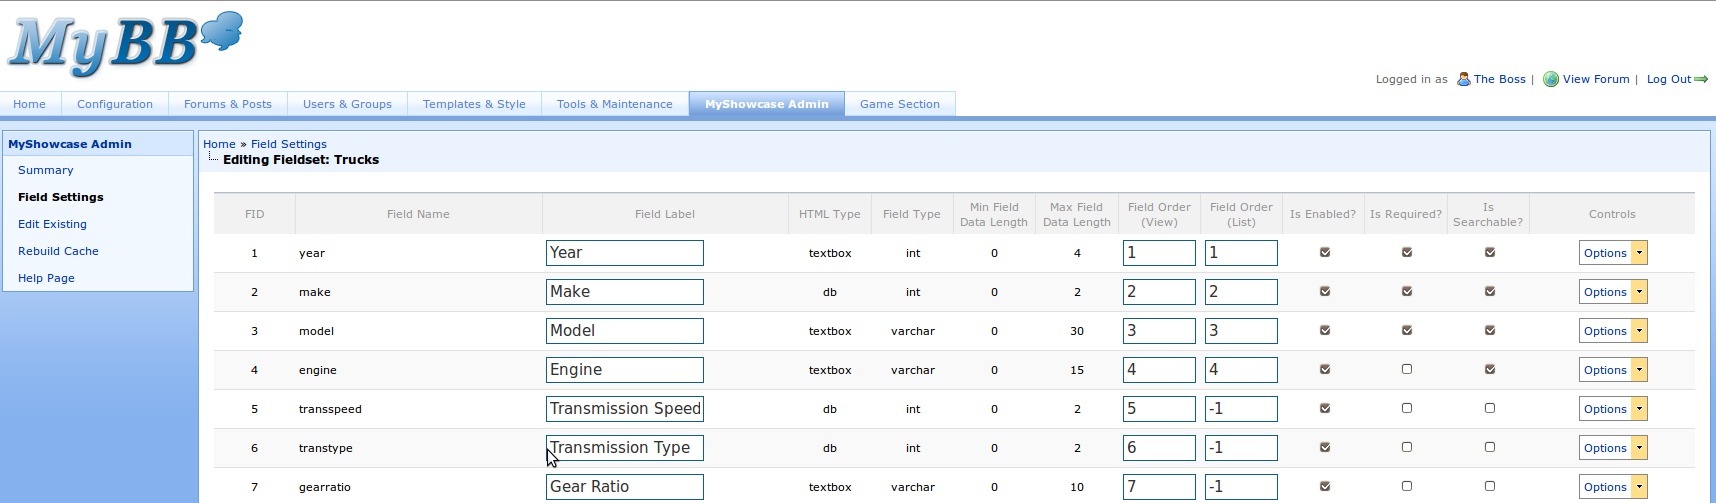 MyBB
Logged in as The Boss | View Forum | Log Out
Home Configuration Forums & Posts Users & Groups Templates & Style Tools & Maintenance MyShowcase Admin Game Section
MyShowcase Admin
Summary
Field Settings
Edit Existing
Rebuild Cache
Help Page
Home » Field Settings
Editing Fieldset: Trucks
FID Field Name Field Label HTML Type Field Type Min Field Data Length Max Field Data Length Field Order (View) Field Order (List) Is Enabled? Is Required? Is Searchable? Controls
1 year Year textbox int 0 4 1 1 Options
2 make Make db int 0 2 2 2 Options
3 model Model textbox varchar 0 30 3 3 Options
4 engine Engine textbox varchar 0 15 4 4 Options
5 transspeed Transmission Speed db int 0 2 5 -1 Options
6 transtype Transmission Type db int 0 2 6 -1 Options
7 gearratio Gear Ratio textbox varchar 0 10 7 -1 Options